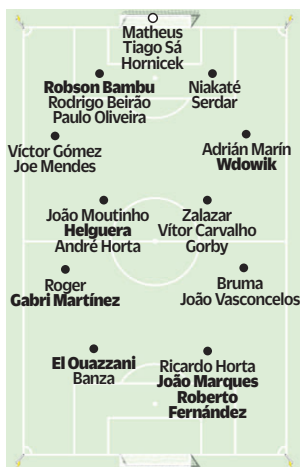 Matheus
Tiago Sá
Hornicek
Robson Bambu
Rodrigo Beirão
Paulo Oliveira
Niakaté
Serdar
Víctor Gómez
Joe Mendes
Adrián Marín
Wdowik
João Moutinho
Helguera
André Horta
Zalazar
Vítor Carvalho
Gorby
Roger
Gabri Martínez
Bruma
João Vasconcelos
El Ouazzani
Banza
Ricardo Horta
João Marques
Roberto
Fernández